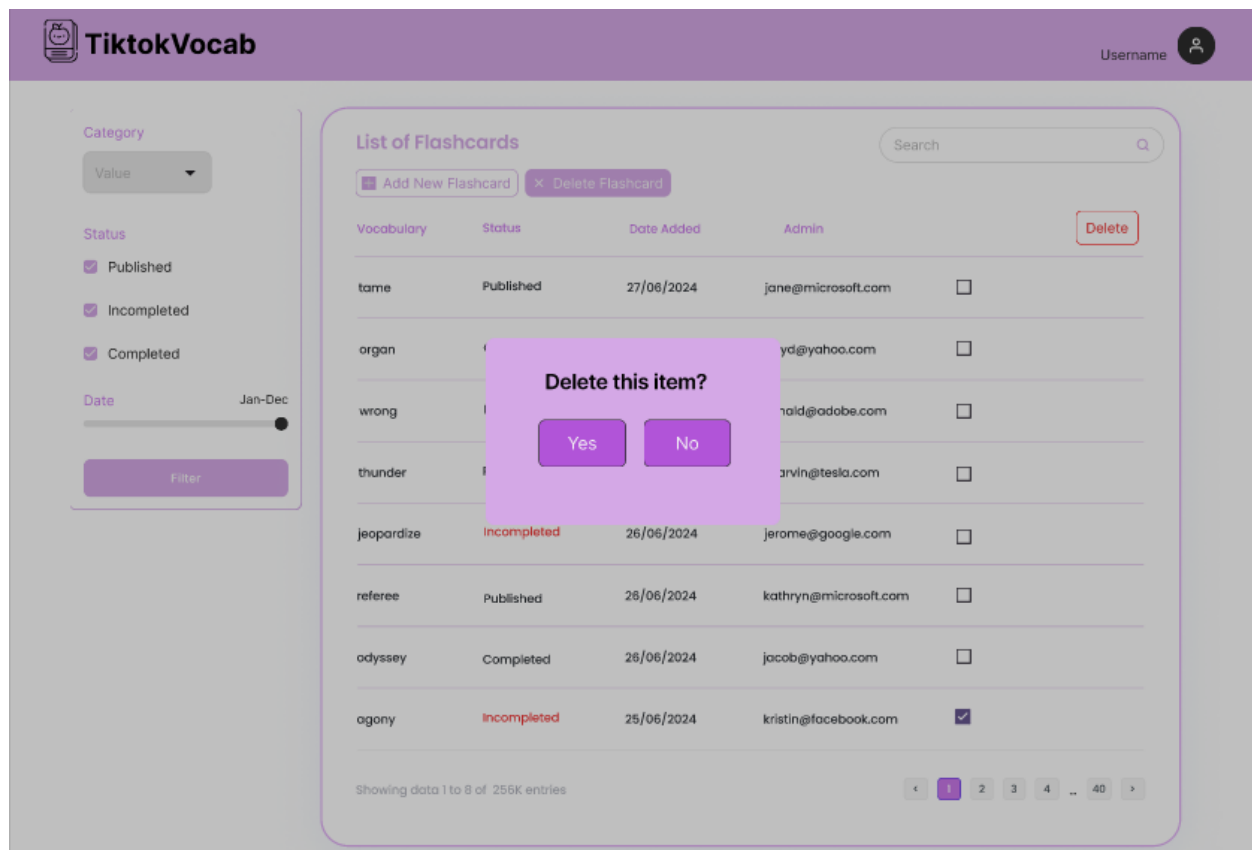 TiktokVocab
Username
Category
Value
Status
Published
Incompleted
Completed
Date Jan-Dec
Filter
List of Flashcards
Search
Add New Flashcard
Delete Flashcard
Vocabulary Status Date Added Admin Delete
tame Published 27/06/2024 jane@microsoft.com
organ yd@yahoo.com
wrong nald@adobe.com
thunder arvin@tesla.com
Delete this item?
Yes No
jeopardize Incompleted 26/06/2024 jerome@google.com
referee Published 26/06/2024 kathryn@microsoft.com
odyssey Completed 26/06/2024 jacob@yahoo.com
agony Incompleted 25/06/2024 kristin@facebook.com
Showing data 1 to 8 of 256K entries
‹ 1 2 3 4 .. 40 ›